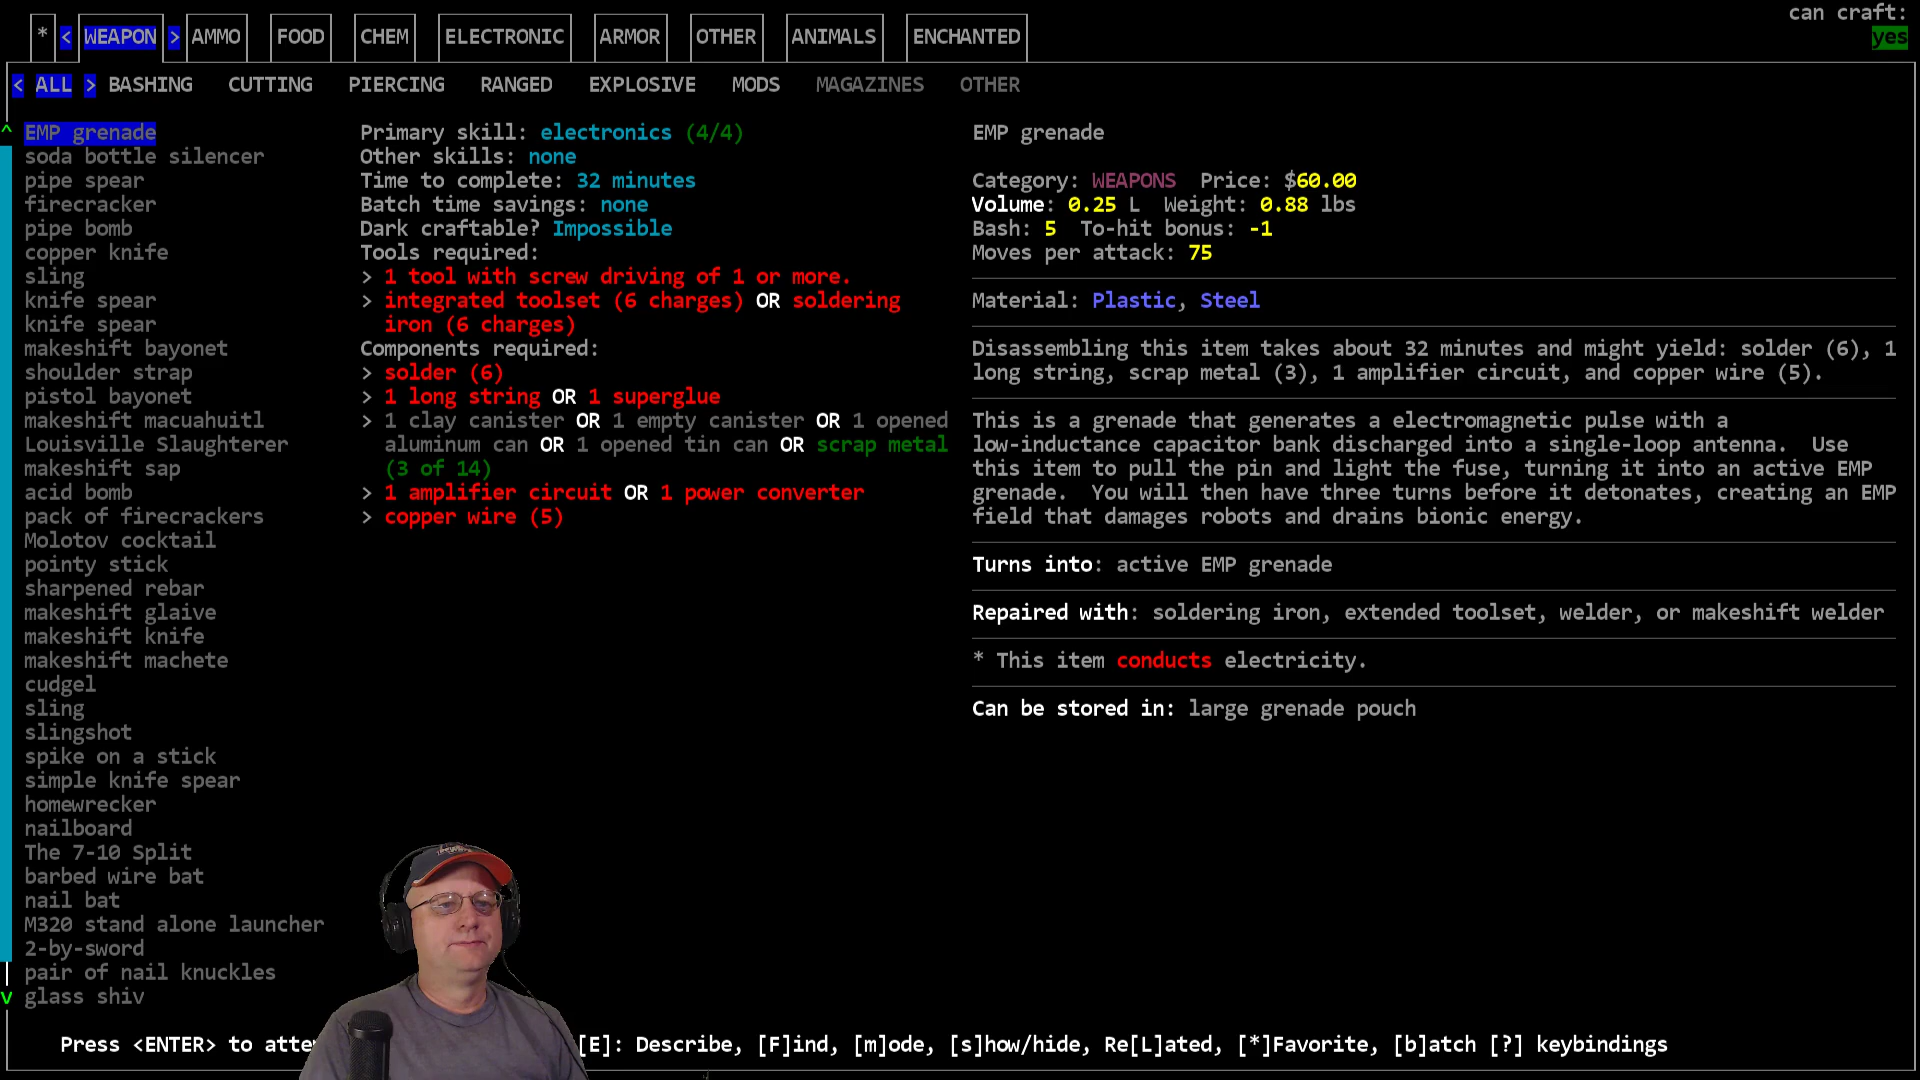 can craft:
* < WEAPON > AMMO FOOD CHEM ELECTRONIC ARMOR OTHER ANIMALS ENCHANTED yes
< ALL > BASHING CUTTING PIERCING RANGED EXPLOSIVE MODS MAGAZINES OTHER
^ EMP grenade
soda bottle silencer
pipe spear
firecracker
pipe bomb
copper knife
sling
knife spear
knife spear
makeshift bayonet
shoulder strap
pistol bayonet
makeshift macuahuitl
Louisville Slaughterer
makeshift sap
acid bomb
pack of firecrackers
Molotov cocktail
pointy stick
sharpened rebar
makeshift glaive
makeshift knife
makeshift machete
cudgel
sling
slingshot
spike on a stick
simple knife spear
homewrecker
nailboard
The 7-10 Split
barbed wire bat
nail bat
M320 stand alone launcher
2-by-sword
pair of nail knuckles
v glass shiv
Primary skill: electronics (4/4)
Other skills: none
Time to complete: 32 minutes
Batch time savings: none
Dark craftable? Impossible
Tools required:
> 1 tool with screw driving of 1 or more.
> integrated toolset (6 charges) OR soldering
iron (6 charges)
Components required:
> solder (6)
> 1 long string OR 1 superglue
> 1 clay canister OR 1 empty canister OR 1 opened
aluminum can OR 1 opened tin can OR scrap metal
(3 of 14)
> 1 amplifier circuit OR 1 power converter
> copper wire (5)
EMP grenade
Category: WEAPONS Price: $60.00
Volume: 0.25 L Weight: 0.88 lbs
Bash: 5 To-hit bonus: -1
Moves per attack: 75
Material: Plastic, Steel
Disassembling this item takes about 32 minutes and might yield: solder (6), 1
long string, scrap metal (3), 1 amplifier circuit, and copper wire (5).
This is a grenade that generates a electromagnetic pulse with a
low-inductance capacitor bank discharged into a single-loop antenna. Use
this item to pull the pin and light the fuse, turning it into an active EMP
grenade. You will then have three turns before it detonates, creating an EMP
field that damages robots and drains bionic energy.
Turns into: active EMP grenade
Repaired with: soldering iron, extended toolset, welder, or makeshift welder
* This item conducts electricity.
Can be stored in: large grenade pouch
Press <ENTER> to atte [E]: Describe, [F]ind, [m]ode, [s]how/hide, Re[L]ated, [*]Favorite, [b]atch [?] keybindings